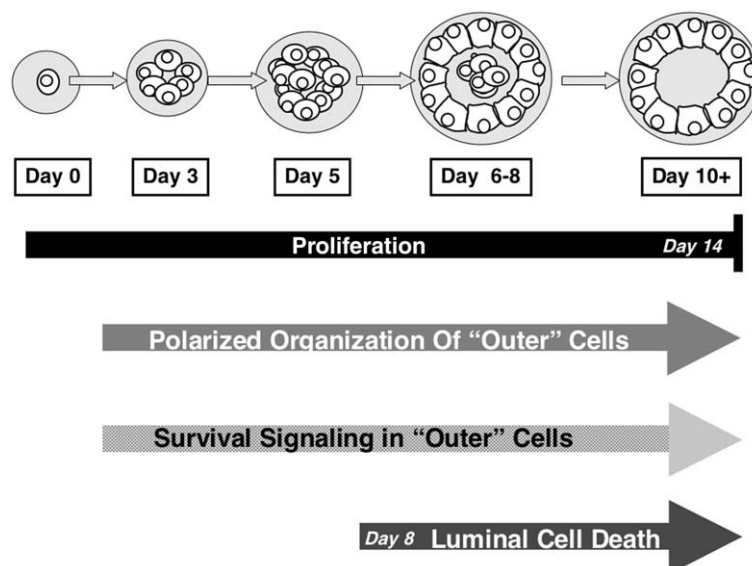 Day 0
Day 3
Day 5
Day 6-8
Day 10+
Proliferation
Day 14
Polarized Organization Of “Outer” Cells
Survival Signaling in “Outer” Cells
Day 8 Luminal Cell Death